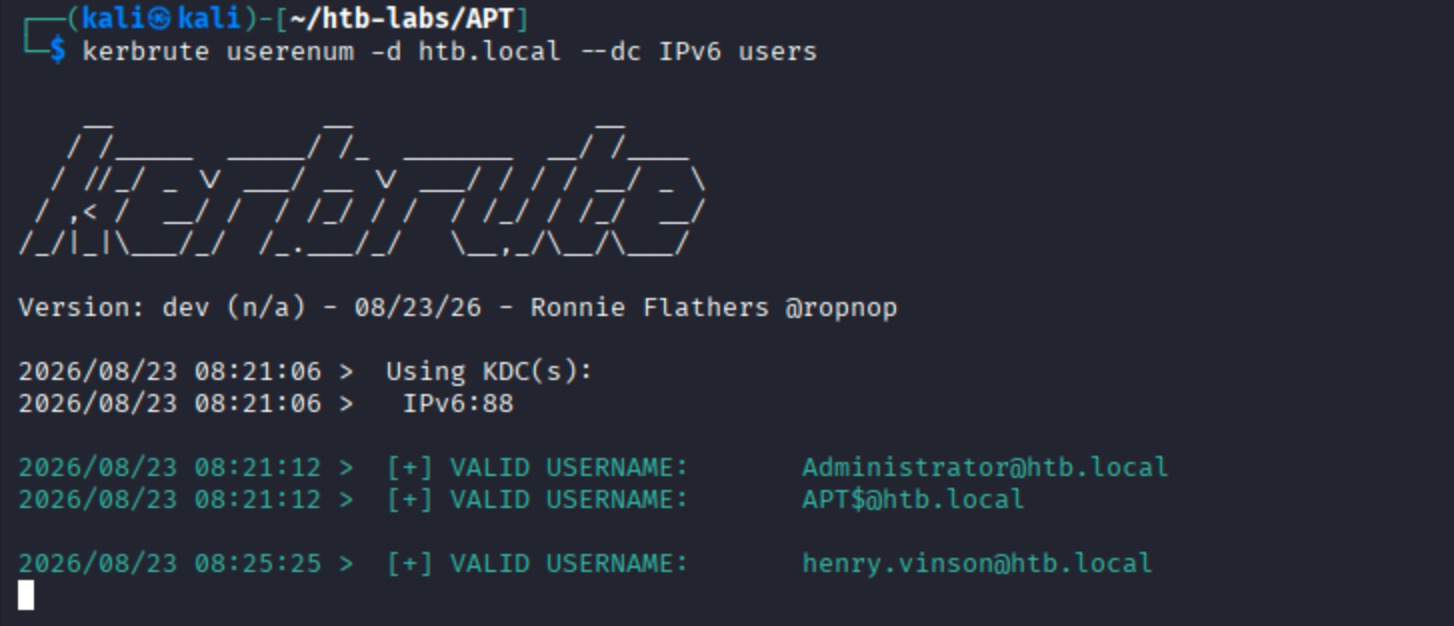 ┌──(kali㉿kali)-[~/htb-labs/APT]
└─$ kerbrute userenum -d htb.local --dc IPv6 users
kerbrute
Version: dev (n/a) - 08/23/26 - Ronnie Flathers @ropnop
2026/08/23 08:21:06 >  Using KDC(s):
2026/08/23 08:21:06 >   IPv6:88
2026/08/23 08:21:12 >  [+] VALID USERNAME:       Administrator@htb.local
2026/08/23 08:21:12 >  [+] VALID USERNAME:       APT$@htb.local
2026/08/23 08:25:25 >  [+] VALID USERNAME:       henry.vinson@htb.local